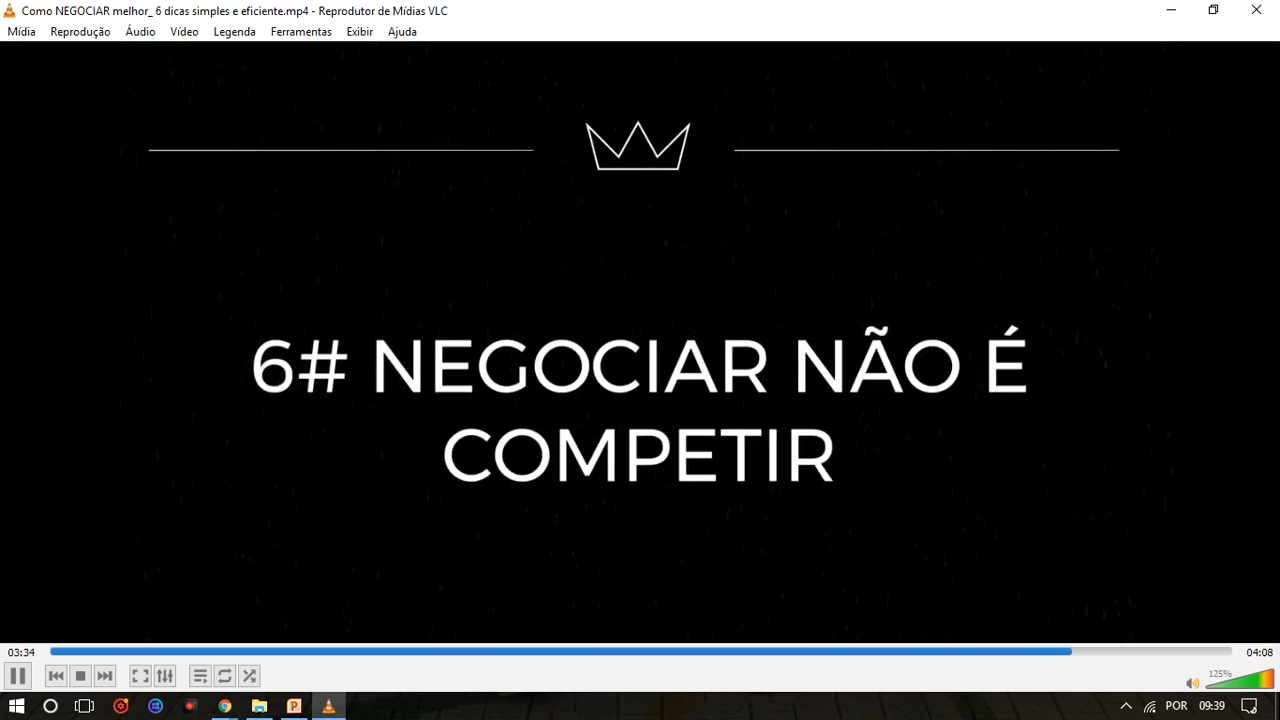 Como NEGOCIAR melhor_ 6 dicas simples e eficiente.mp4 - Reprodutor de Mídias VLC
Mídia Reprodução Áudio Vídeo Legenda Ferramentas Exibir Ajuda
6# NEGOCIAR NÃO É
COMPETIR
03:34 04:08
125%
POR 09:39